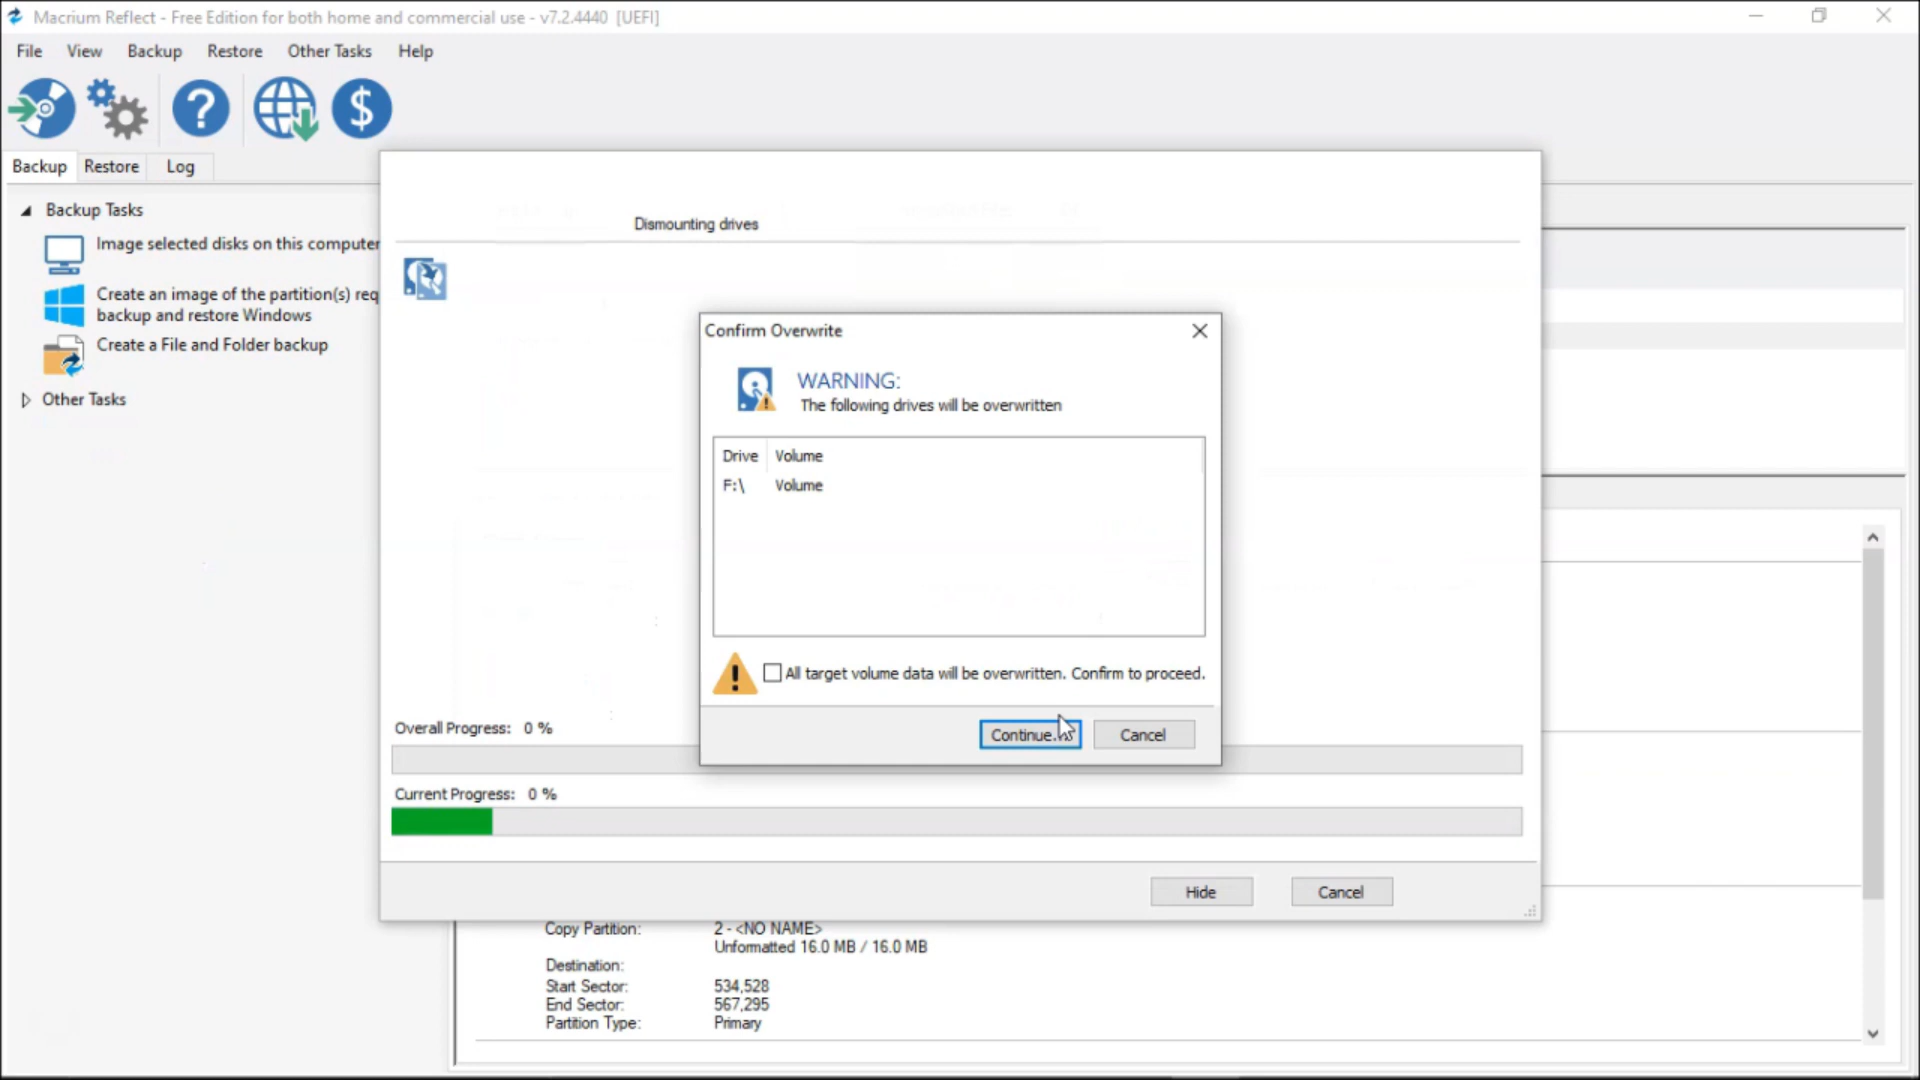 Macrium Reflect - Free Edition for both home and commercial use - v7.2.4440 [UEFI]
File View Backup Restore Other Tasks Help
Backup Restore Log
Backup Tasks
Image selected disks on this computer
Create an image of the partition(s) req
backup and restore Windows
Create a File and Folder backup
Other Tasks
Dismounting drives
Confirm Overwrite
WARNING:
The following drives will be overwritten
Drive Volume
F:\ Volume
All target volume data will be overwritten. Confirm to proceed.
Continue...
Cancel
Overall Progress: 0 %
Current Progress: 0 %
Hide
Cancel
Copy Partition: 2 - <NO NAME>
Unformatted 16.0 MB / 16.0 MB
Destination:
Start Sector: 534,528
End Sector: 567,295
Partition Type: Primary